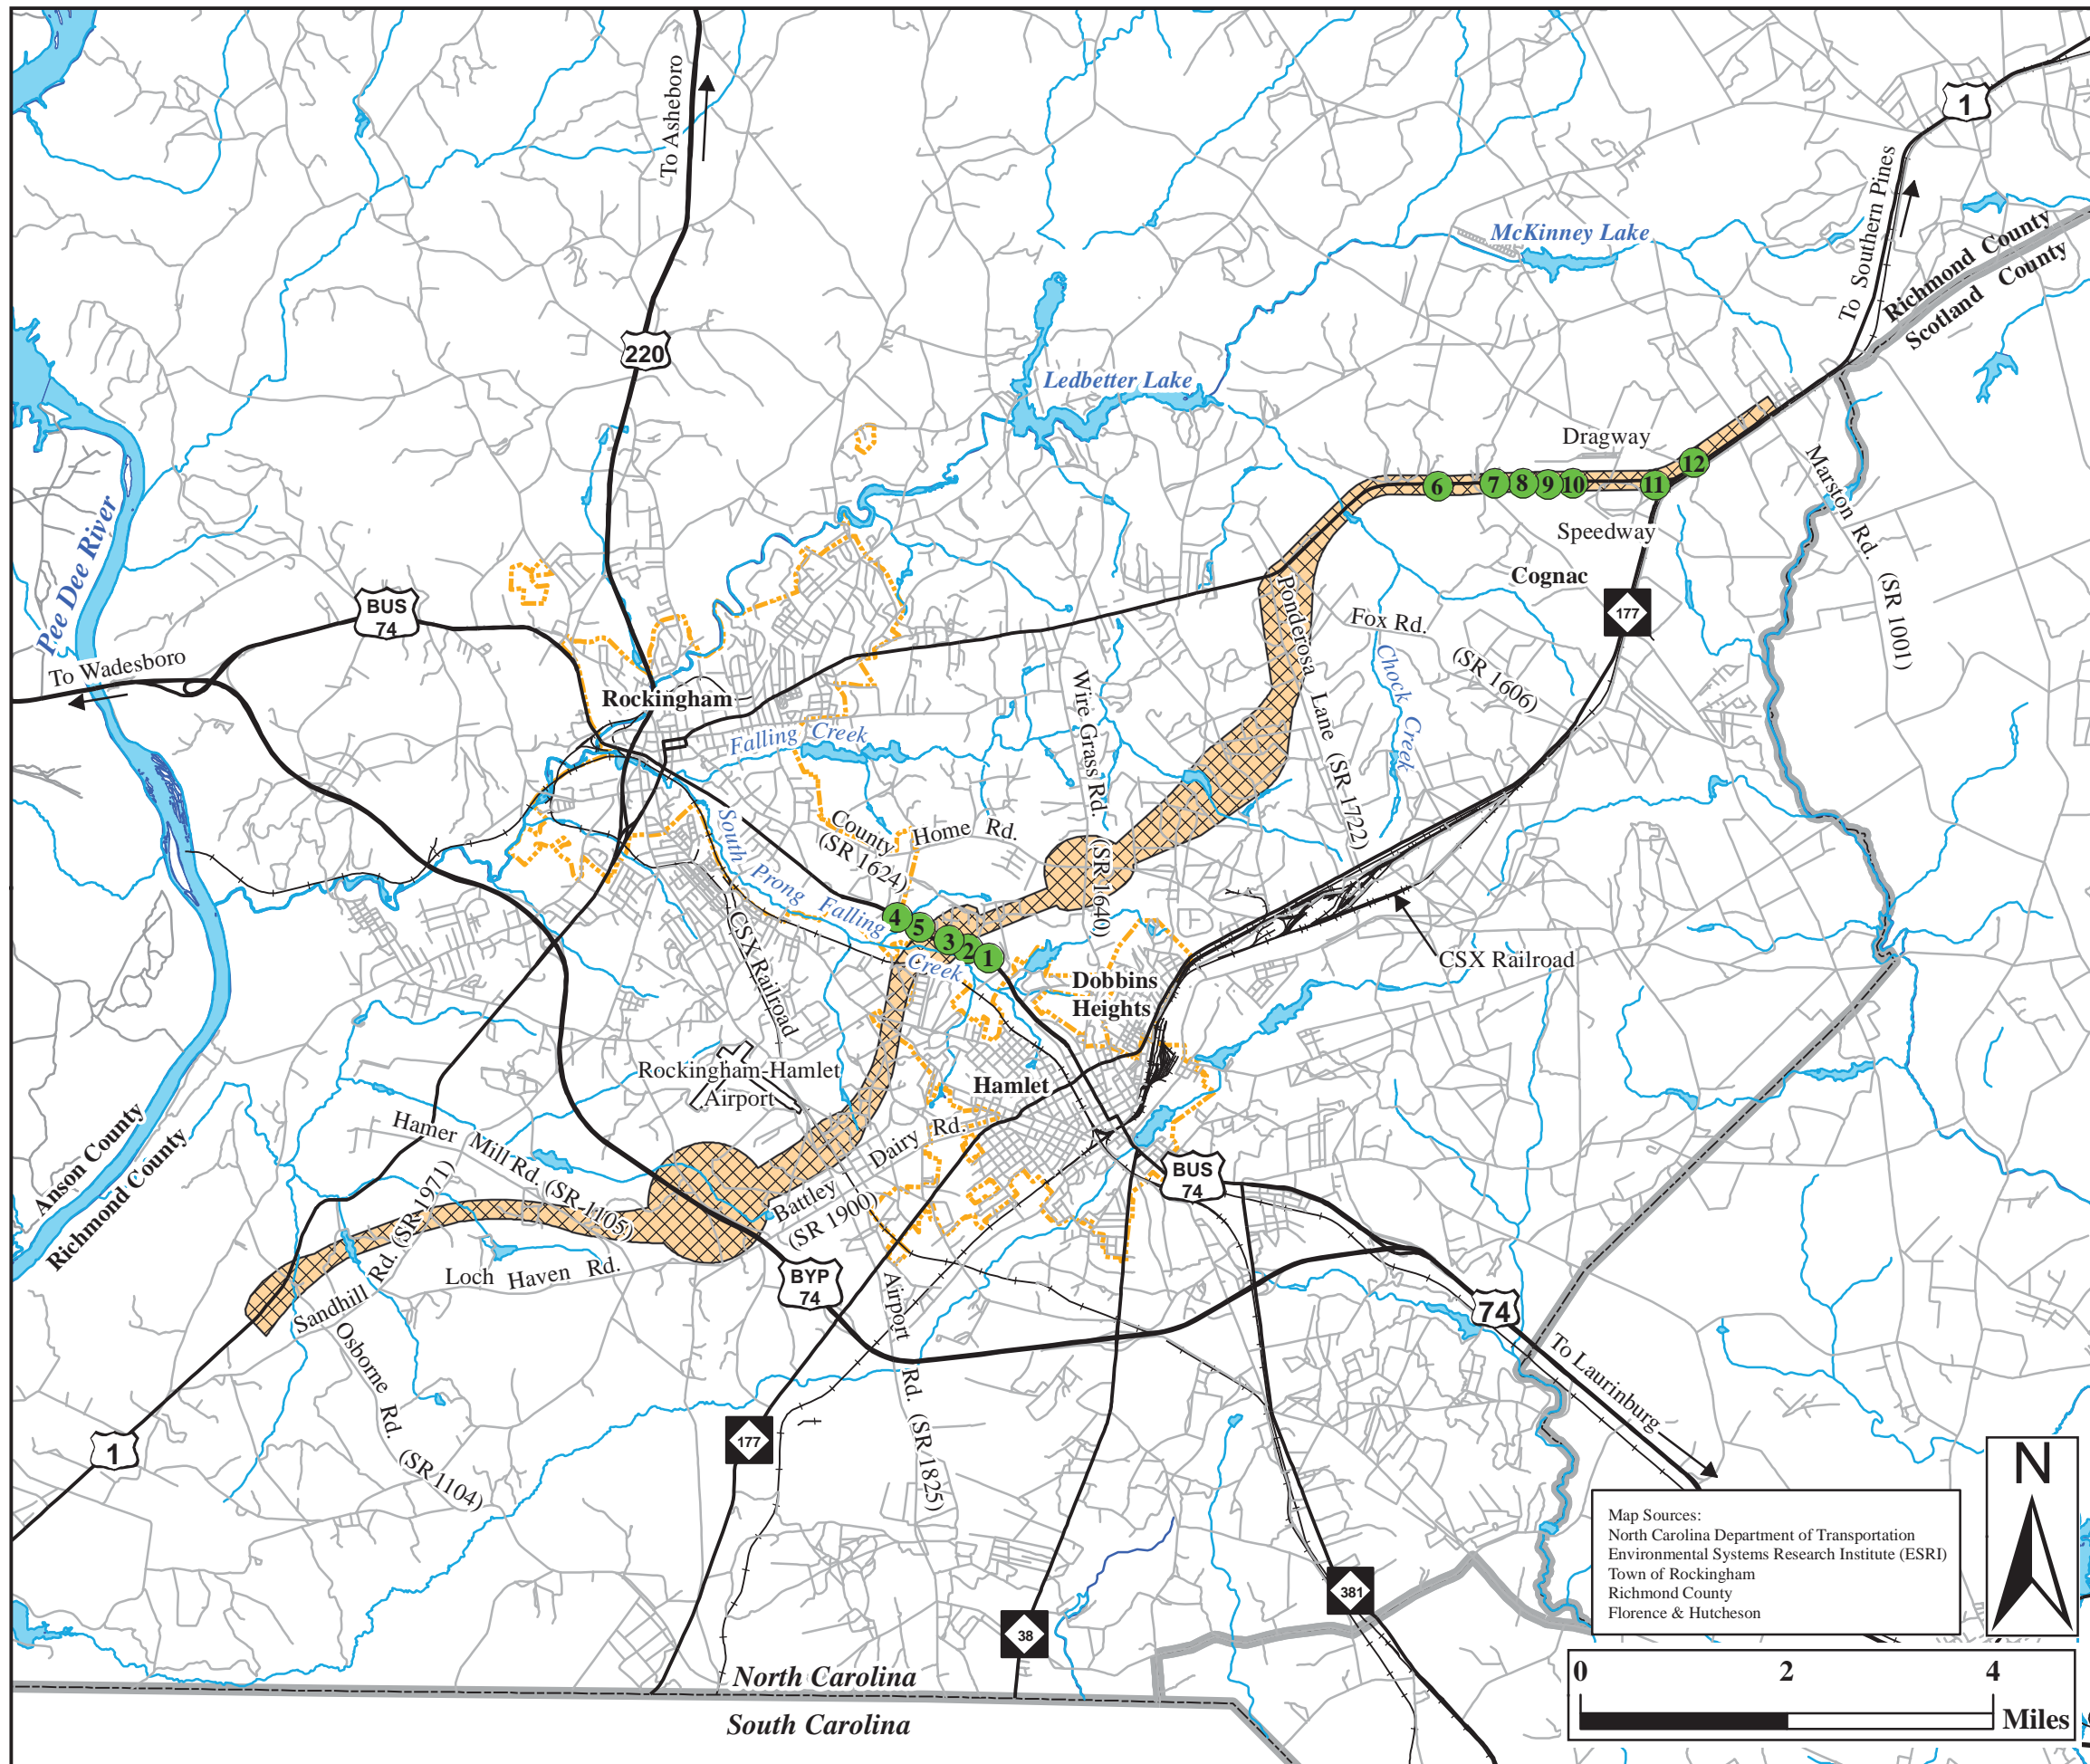 1
To Asheboro
To Southern Pines
McKinney Lake
Richmond County
Scotland County
220
Ledbetter Lake
Dragway
12
6
7
8
9
10
11
Marston Rd. (SR 1001)
Speedway
Pee Dee River
Cognac
BUS
74
177
Ponderosa Lane (SR 1722)
Fox Rd.
(SR 1606)
Chock Creek
To Wadesboro
Rockingham
Wire Grass Rd.
(SR 1640)
Falling Creek
County Home Rd.
(SR 1624)
South Prong Falling Creek
4
5
3
2
1
CSX Railroad
CSX Railroad
Dobbins
Heights
Rockingham-Hamlet
Airport
Hamlet
Anson County
Richmond County
Hamer Mill Rd. (SR 1105)
Dairy Rd.
Battley
(SR 1900)
BUS
74
Sandhill Rd. (SR 1971)
Loch Haven Rd.
BYP
74
Airport Rd. (SR 1825)
74
To Laurinburg
Osborne Rd. (SR 1104)
1
177
N
Map Sources:
North Carolina Department of Transportation
Environmental Systems Research Institute (ESRI)
Town of Rockingham
Richmond County
Florence & Hutcheson
381
38
North Carolina
South Carolina
0 2 4
Miles